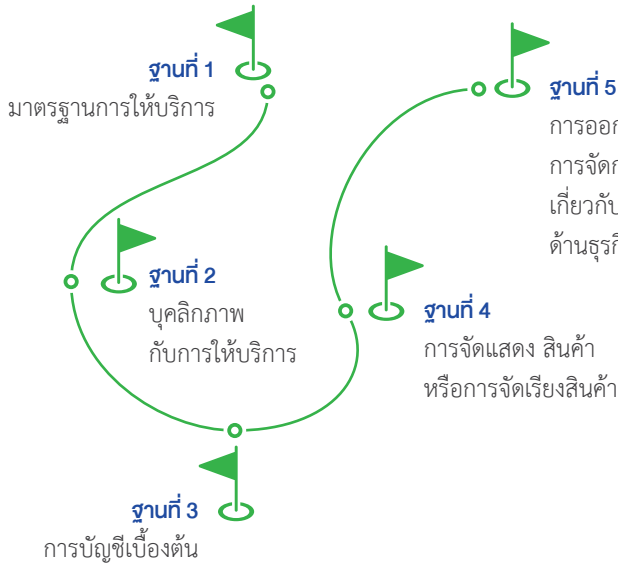 ฐานที่ 1
มาตรฐานการให้บริการ
ฐานที่ 2
บุคลิกภาพ
กับการให้บริการ
ฐานที่ 3
การบัญชีเบื้องต้น
ฐานที่ 4
การจัดแสดง สินค้า
หรือการจัดเรียงสินค้า
ฐานที่ 5
การออก
การจัดก
เกี่ยวกับ
ด้านธุรกิ